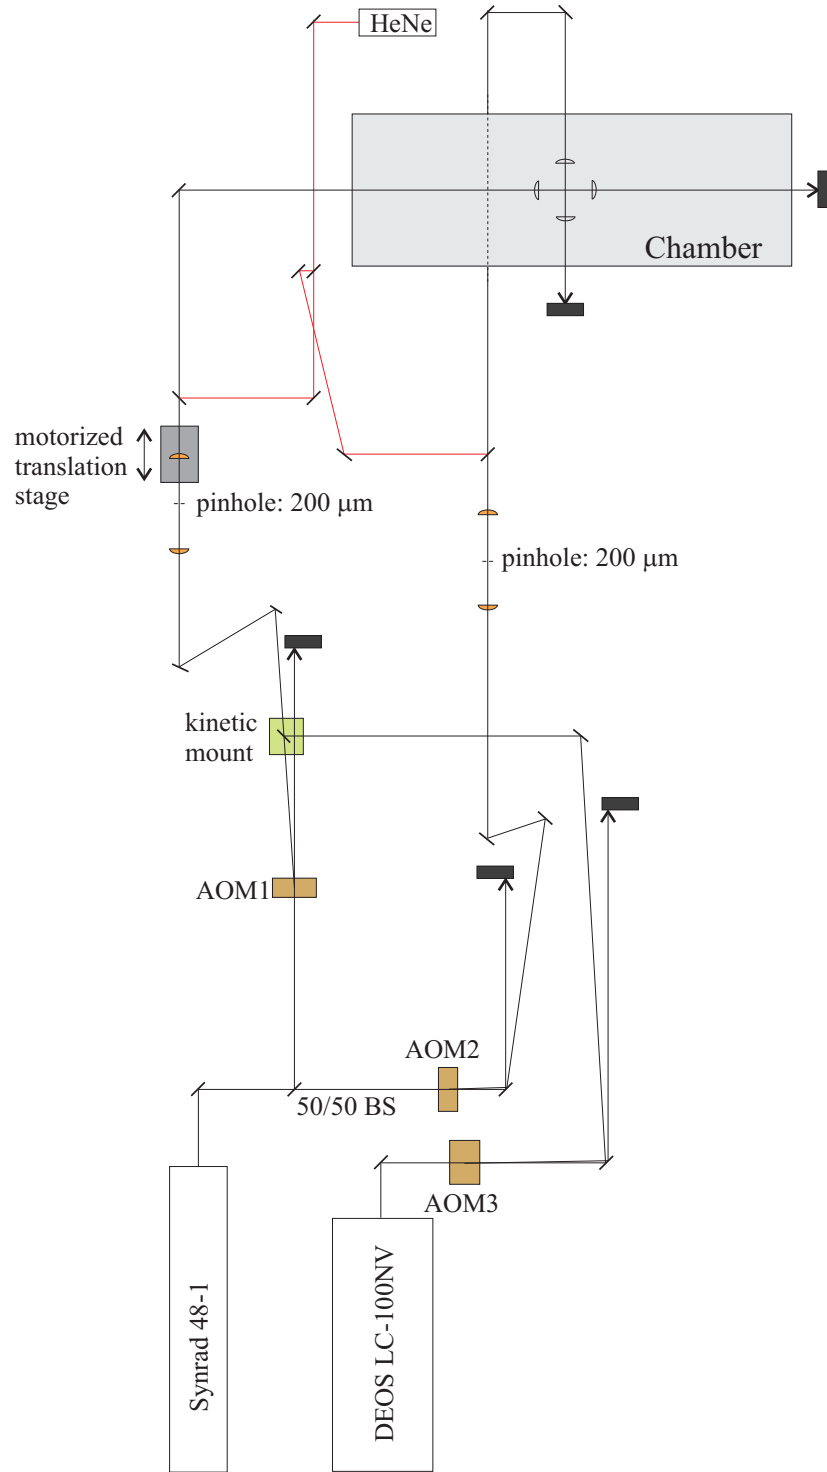 HeNe
Chamber
motorized
translation
stage
pinhole: 200 μm
pinhole: 200 μm
kinetic
mount
AOM1
AOM2
50/50 BS
AOM3
Synrad 48-1
DEOS LC-100NV